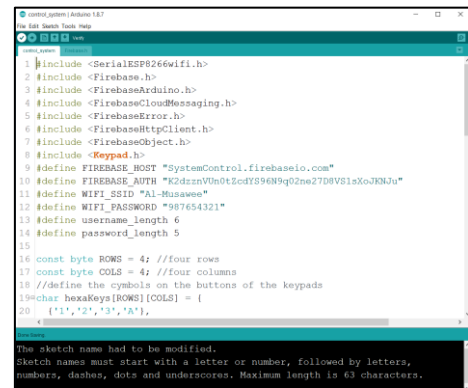 control_system | Arduino 1.8.7
File Edit Sketch Tools Help
Verify
control_system
1 #include <SerialESP8266wifi.h>
2 #include <Firebase.h>
3 #include <FirebaseArduino.h>
4 #include <FirebaseCloudMessaging.h>
5 #include <FirebaseError.h>
6 #include <FirebaseHttpClient.h>
7 #include <FirebaseObject.h>
8 #include <Keypad.h>
9 #define FIREBASE_HOST "SystemControl.firebaseio.com"
10 #define FIREBASE_AUTH "K2dzznVUn0tZcdYS96N9q02ne27D8VS1sXoJKNJu"
11 #define WIFI_SSID "Al-Musawee"
12 #define WIFI_PASSWORD "987654321"
13 #define username_length 6
14 #define password_length 5
15
16 const byte ROWS = 4; //four rows
17 const byte COLS = 4; //four columns
18 //define the cymbols on the buttons of the keypads
19 char hexaKeys[ROWS][COLS] = {
20 {'1','2','3','A'},
Done Saving.
The sketch name had to be modified.
Sketch names must start with a letter or number, followed by letters,
numbers, dashes, dots and underscores. Maximum length is 63 characters.